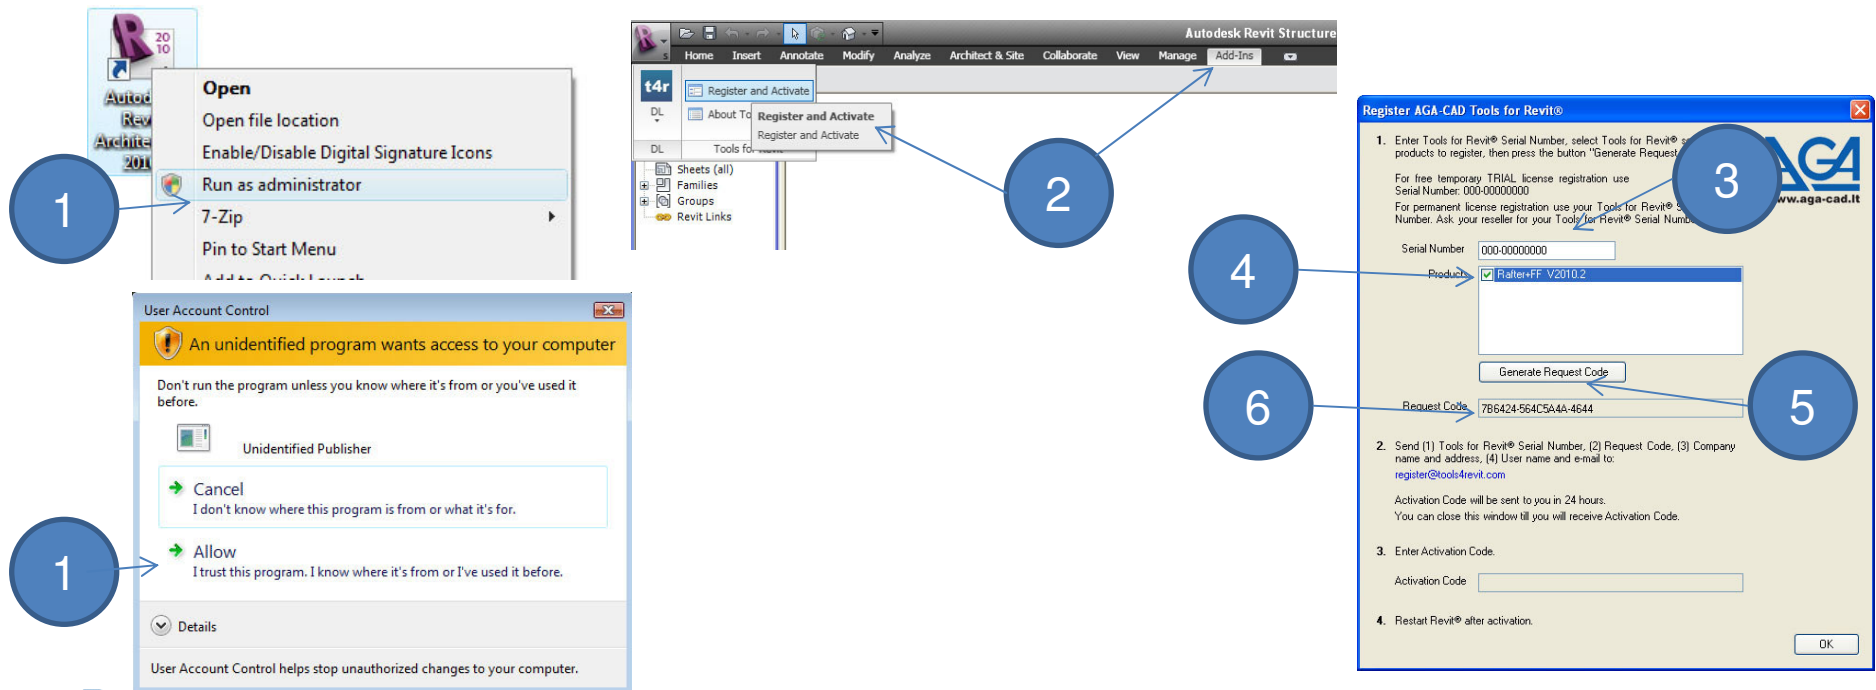 20
10
Autod
Rev
Archite
201
Open
Open file location
Enable/Disable Digital Signature Icons
Run as administrator
7-Zip
Pin to Start Menu
1
User Account Control
An unidentified program wants access to your computer
Don't run the program unless you know where it's from or you've used it
before.
Unidentified Publisher
Cancel
I don't know where this program is from or what it's for.
Allow
I trust this program. I know where it's from or I've used it before.
1
Details
User Account Control helps stop unauthorized changes to your computer.
Autodesk Revit Structure
S
Home Insert Annotate Modify Analyze Architect & Site Collaborate View Manage Add-Ins
t4r
Register and Activate
DL
About To
Register and Activate
Register and Activate
DL
Tools for Revit
Sheets (all)
Families
Groups
Revit Links
2
Register AGA-CAD Tools for Revit®
1. Enter Tools for Revit® Serial Number, select Tools for Revit® s
products to register, then press the button "Generate Request
For free temporary TRIAL license registration use
Serial Number: 000-00000000
For permanent license registration use your Tools for Revit® S
Number. Ask your reseller for your Tools for Revit® Serial Numb
AGA
ww.aga-cad.lt
3
Serial Number 000-00000000
4
Products Rafter+FF V2010.2
Generate Request Code
5
6
Request Code 7B6424-564C5A4A-4644
2. Send (1) Tools for Revit® Serial Number, (2) Request Code, (3) Company
name and address, (4) User name and e-mail to:
register@tools4revit.com
Activation Code will be sent to you in 24 hours.
You can close this window till you will receive Activation Code.
3. Enter Activation Code.
Activation Code
4. Restart Revit® after activation.
OK